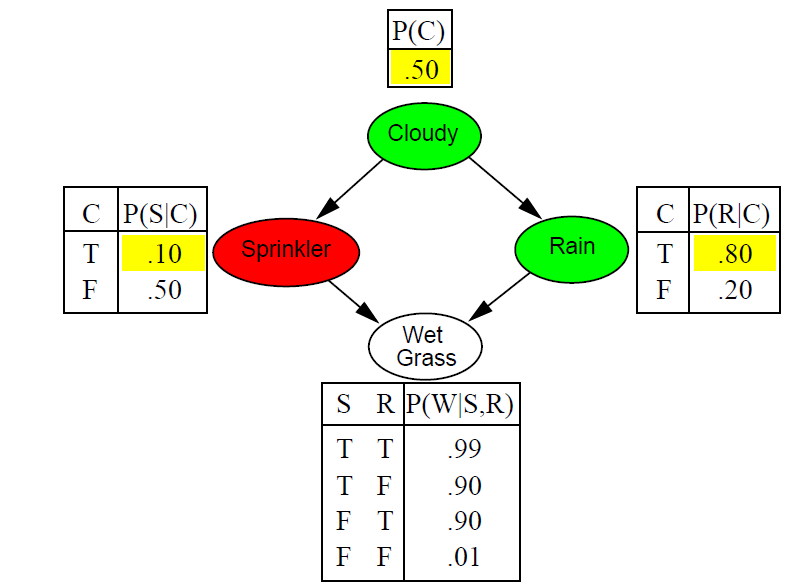 P(C)
.50
Cloudy
C P(S|C)
T .10
F .50
Sprinkler
Rain
C P(R|C)
T .80
F .20
Wet
Grass
S R P(W|S,R)
T T .99
T F .90
F T .90
F F .01